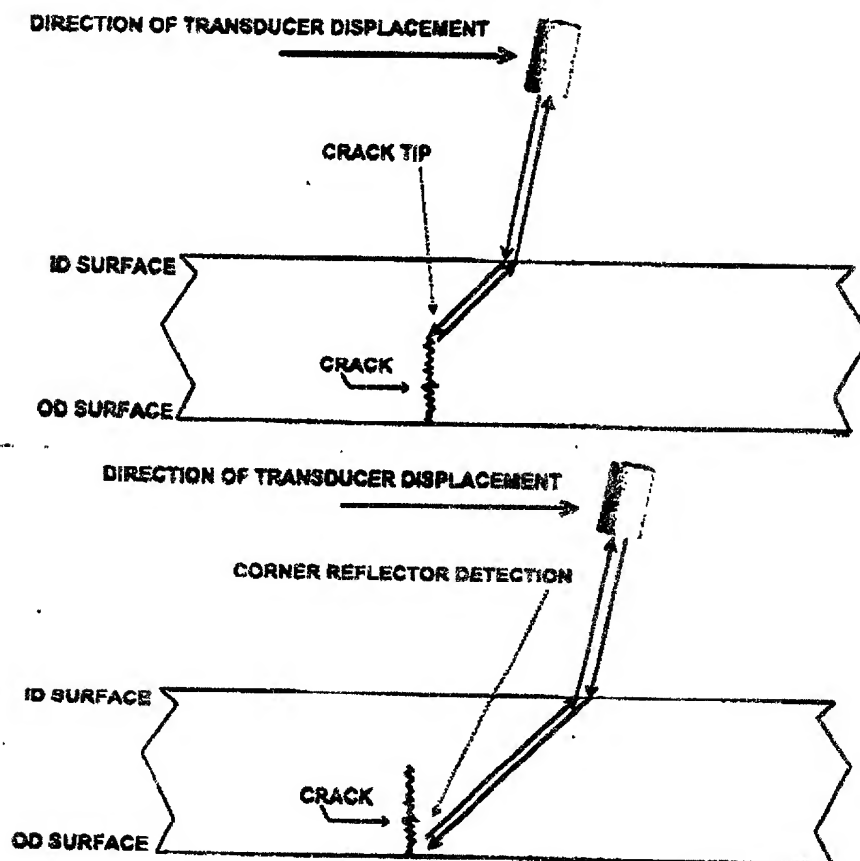 DIRECTION OF TRANSDUCER DISPLACEMENT
CRACK TIP
ID SURFACE
CRACK
OD SURFACE
DIRECTION OF TRANSDUCER DISPLACEMENT
CORNER REFLECTOR DETECTION
ID SURFACE
CRACK
OD SURFACE